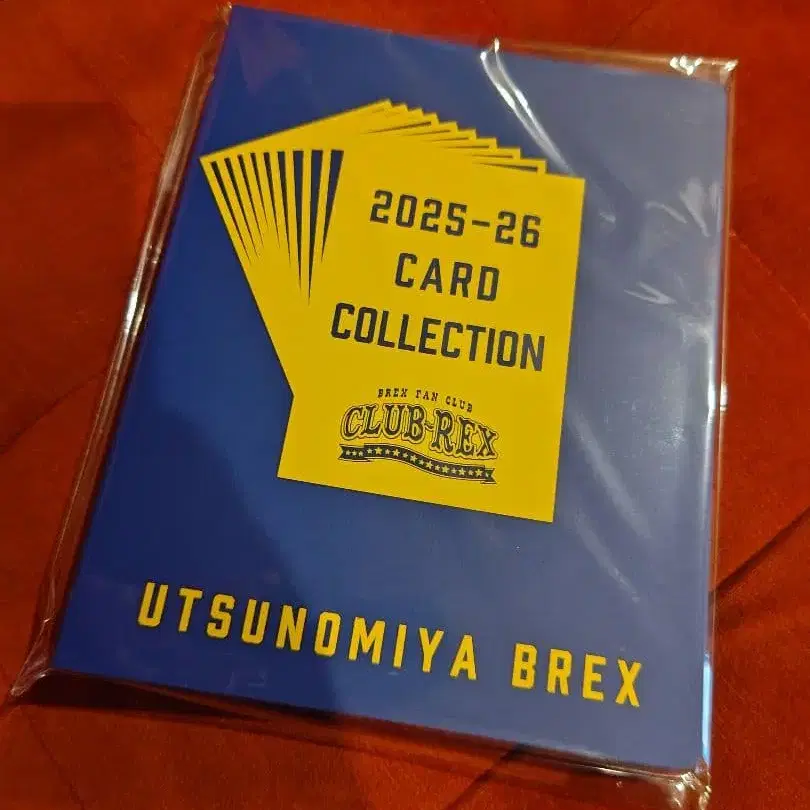 2025-26
CARD
COLLECTION
BREX FAN CLUB
CLUB REX
UTSUNOMIYA BREX